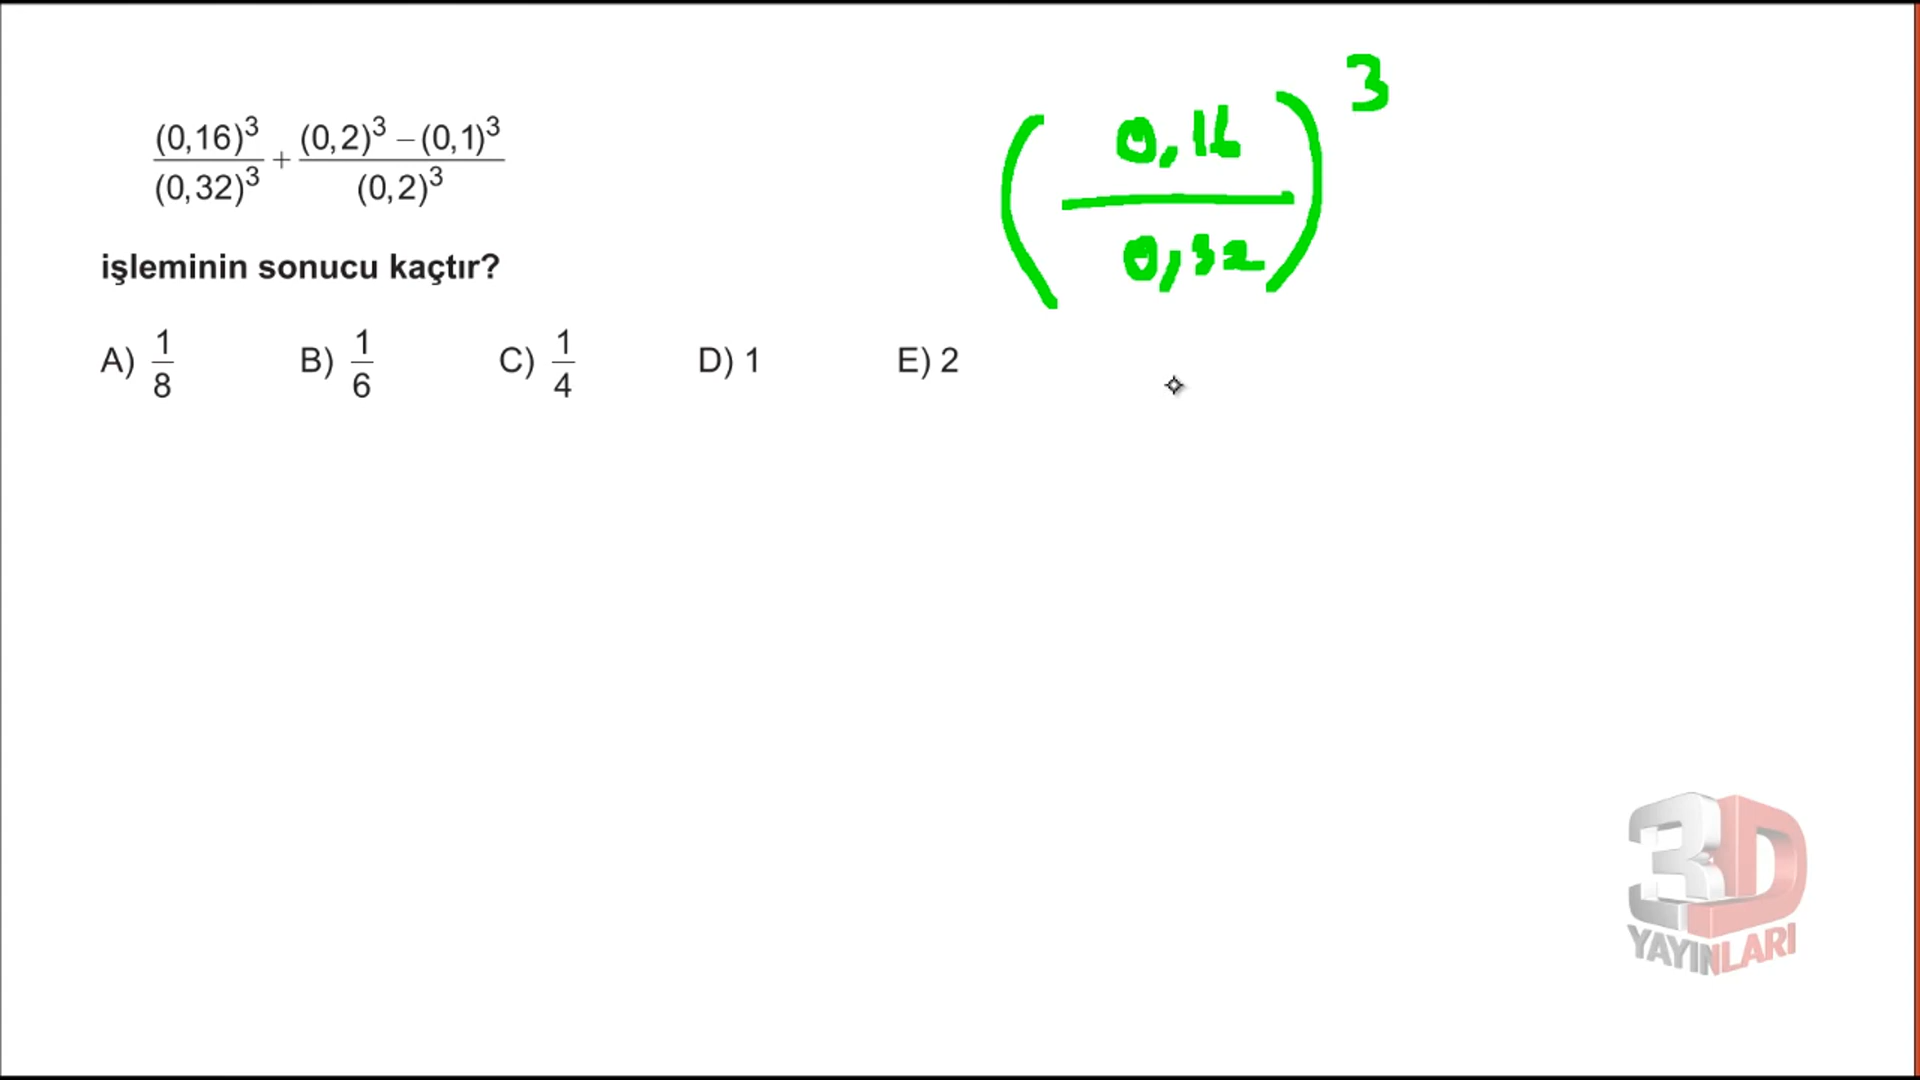 (0,16)³/(0,32)³ + ((0,2)³ – (0,1)³)/(0,2)³
işleminin sonucu kaçtır?
A) 1/8 B) 1/6 C) 1/4 D) 1 E) 2
(0,16/0,32)³
3D
YAYINLARI